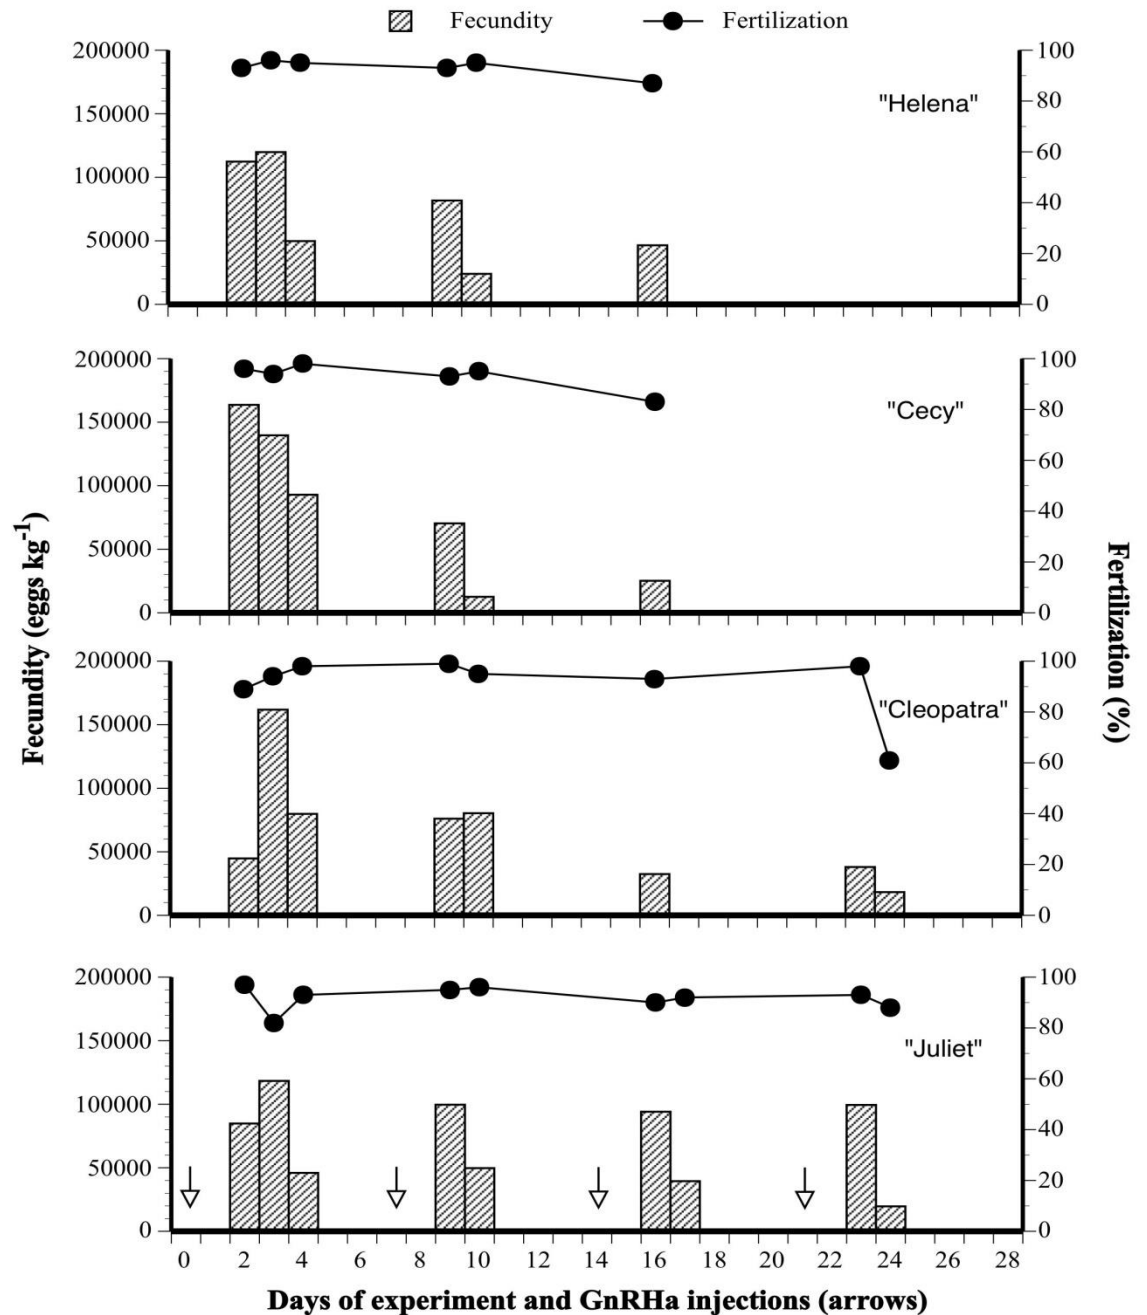 Fecundity Fertilization
200000 100
150000 80
100000 60
50000 40
0 20
0
"Helena"
200000 100
150000 80
100000 60
50000 40
0 20
0
"Cecy"
200000 100
150000 80
100000 60
50000 40
0 20
0
"Cleopatra"
200000 100
150000 80
100000 60
50000 40
0 20
0
"Juliet"
Fecundity (eggs kg⁻¹)
Fertilization (%)
0 2 4 6 8 10 12 14 16 18 20 22 24 26 28
Days of experiment and GnRHa injections (arrows)